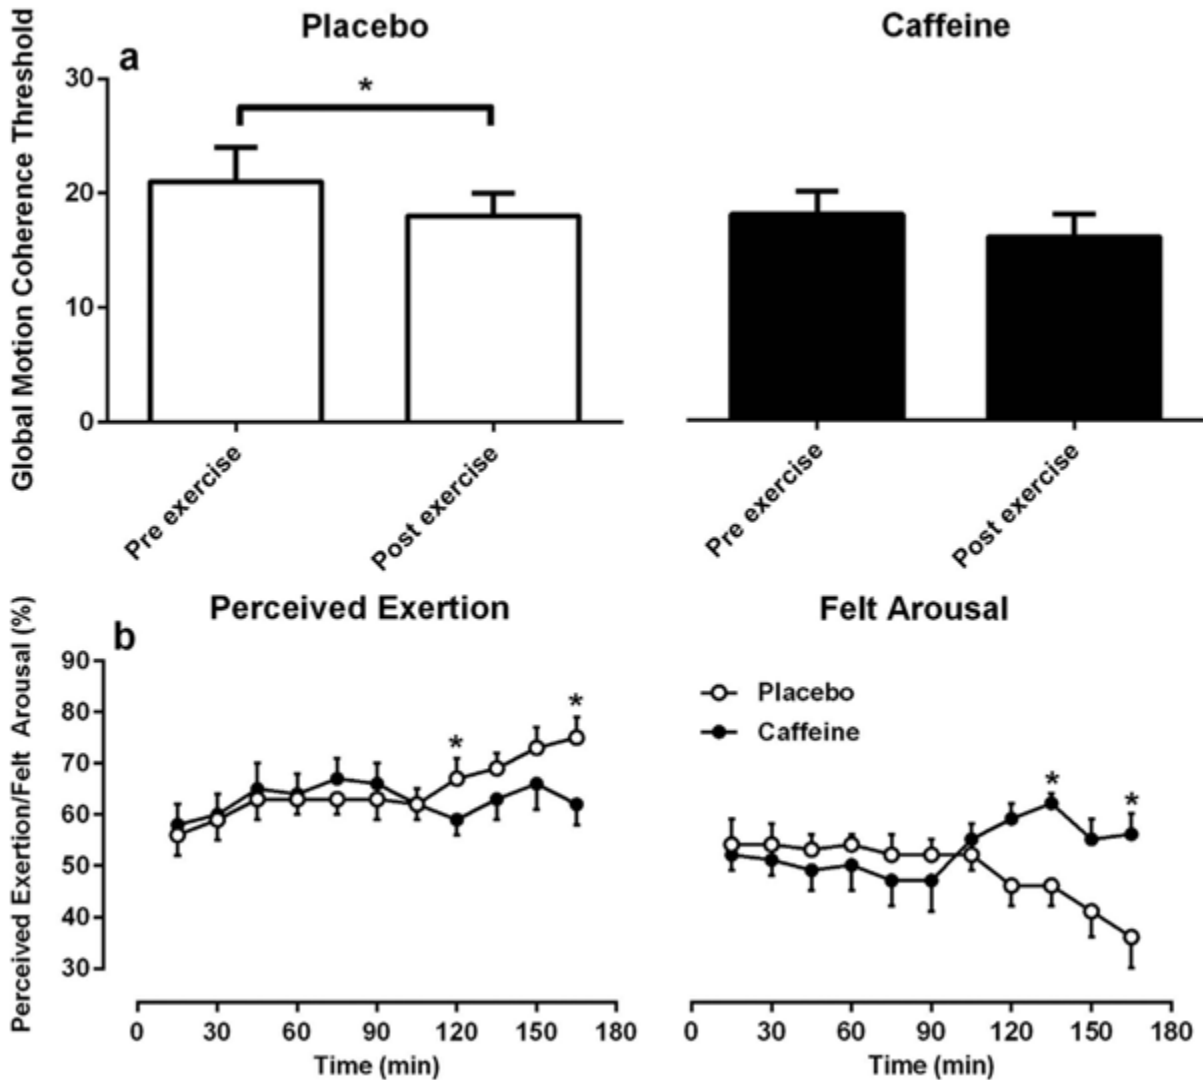 Placebo
Caffeine
a
Global Motion Coherence Threshold
30
20
10
0
*
Pre exercise
Post exercise
Pre exercise
Post exercise
b
Perceived Exertion
Felt Arousal
Perceived Exertion/Felt Arousal (%)
90
80
70
60
50
40
30
*
*
Placebo
Caffeine
*
*
0 30 60 90 120 150 180
0 30 60 90 120 150 180
Time (min)
Time (min)